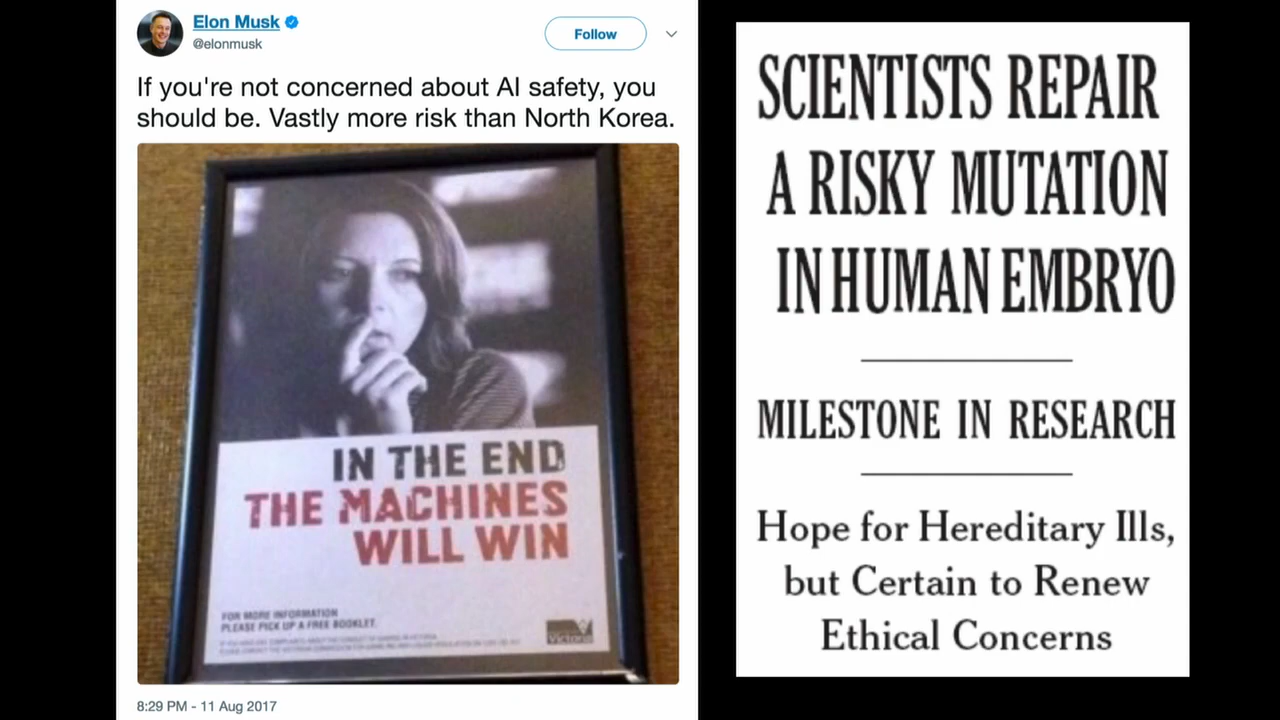 Elon Musk
@elonmusk
Follow
If you're not concerned about AI safety, you
should be. Vastly more risk than North Korea.
IN THE END
THE MACHINES
WILL WIN
FOR MORE INFORMATION
PLEASE PICK UP A FREE BOOKLET.
Victoria
8:29 PM - 11 Aug 2017
SCIENTISTS REPAIR
A RISKY MUTATION
IN HUMAN EMBRYO
MILESTONE IN RESEARCH
Hope for Hereditary Ills,
but Certain to Renew
Ethical Concerns